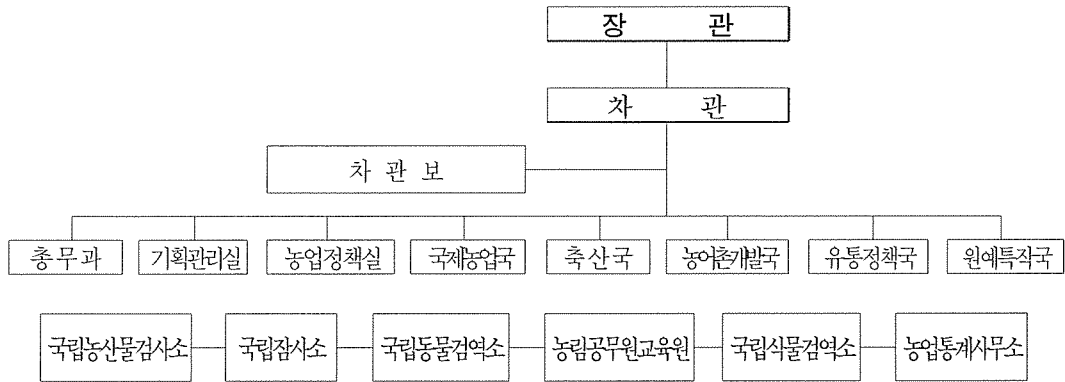 장 관
차 관
차 관 보
총무과 기획관리실 농업정책실 국제농업국 축산국 농어촌개발국 유통정책국 원예특작국
국립농산물검사소 국립잠사소 국립동물검역소 농림공무원교육원 국립식물검역소 농업통계사무소